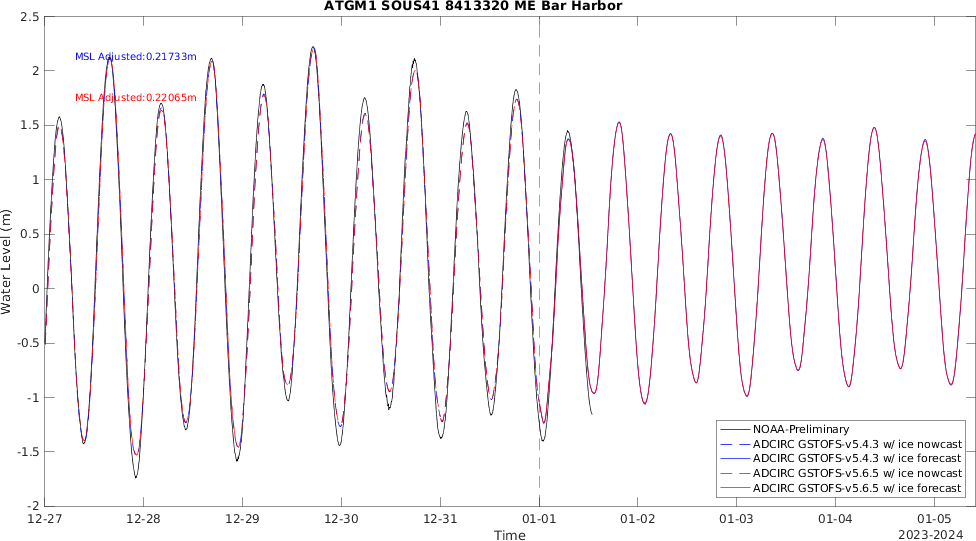 ATGM1 SOUS41 8413320 ME Bar Harbor
2.5
2
1.5
1
0.5
0
-0.5
-1
-1.5
-2
Water Level (m)
MSL Adjusted:0.21733m
MSL Adjusted:0.22065m
NOAA-Preliminary
ADCIRC GSTOFS-v5.4.3 w/ ice nowcast
ADCIRC GSTOFS-v5.4.3 w/ ice forecast
ADCIRC GSTOFS-v5.6.5 w/ ice nowcast
ADCIRC GSTOFS-v5.6.5 w/ ice forecast
12-27 12-28 12-29 12-30 12-31 01-01 01-02 01-03 01-04 01-05
Time
2023-2024